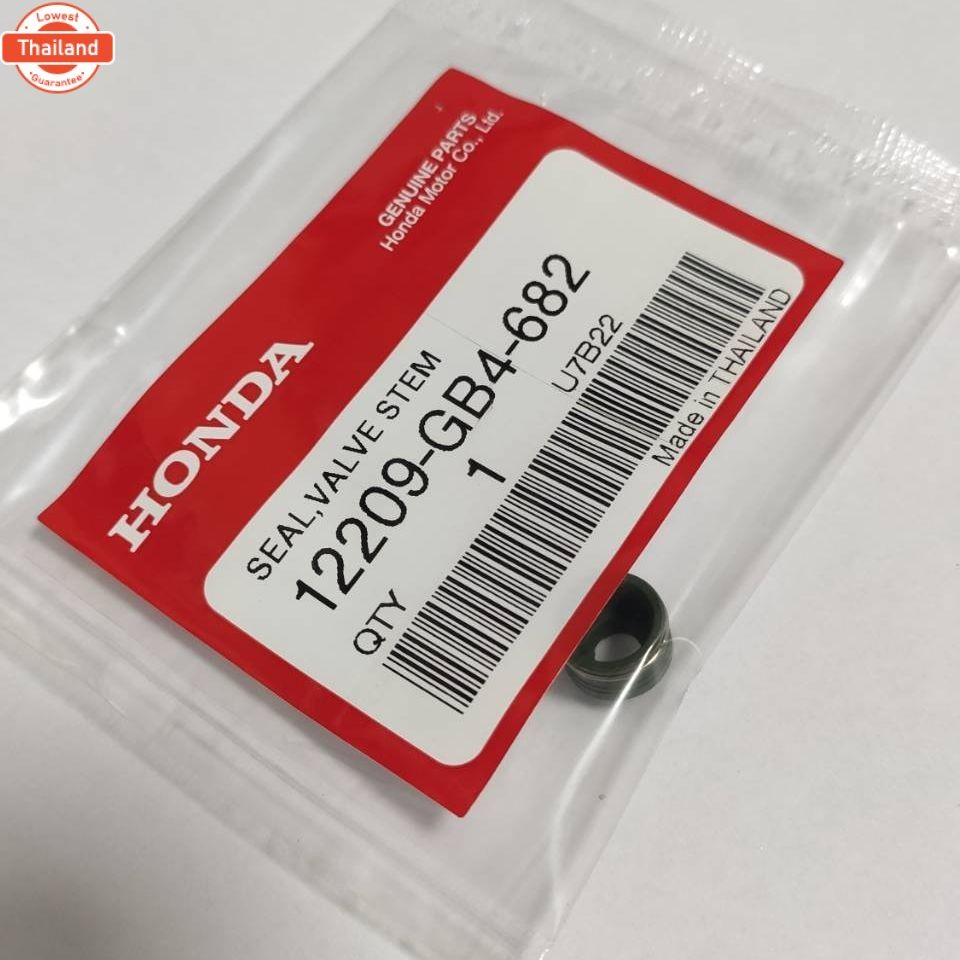 Lowest
Thailand
Guarantee
GENUINE PARTS
Honda Motor Co., Ltd.
HONDA
SEAL,VALVE STEM
12209-GB4-682
QTY 1 U7B22
Made in THAILAND